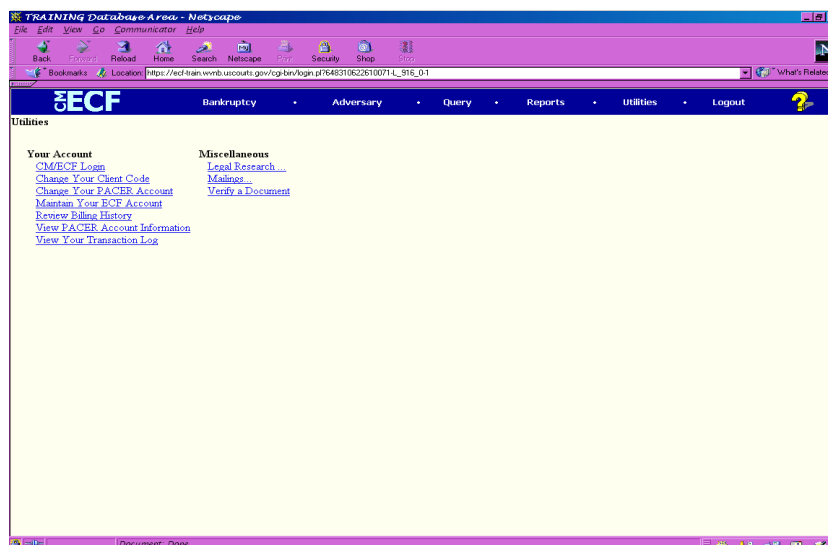 TRAINING Database Area - Netscape
File Edit View Go Communicator Help
Back Forward Reload Home Search Netscape Print Security Shop Stop
Bookmarks Location: https://ecf-train.wvnb.uscourts.gov/cgi-bin/login.pl?648310622610071-L_916_0-1 What's Related
CM ECF Bankruptcy • Adversary • Query • Reports • Utilities • Logout ?
Utilities
Your Account Miscellaneous
CM/ECF Login Legal Research ...
Change Your Client Code Mailings...
Change Your PACER Account Verify a Document
Maintain Your ECF Account
Review Billing History
View PACER Account Information
View Your Transaction Log
Document: Done